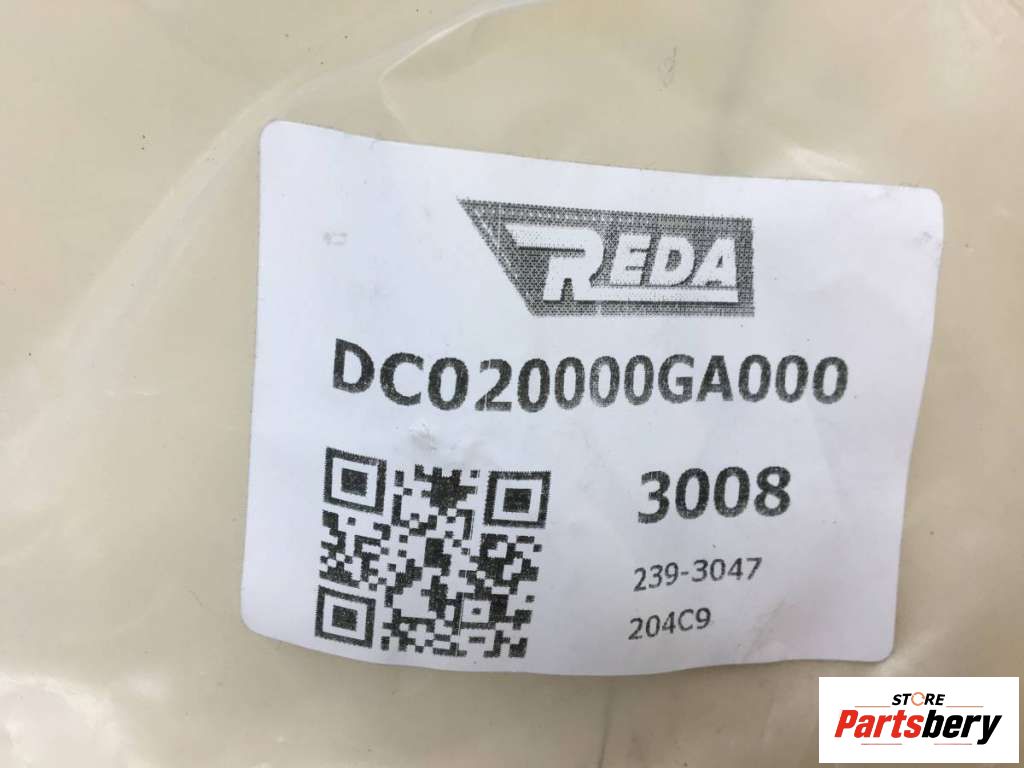 REDA
DC020000GA000
3008
239-3047
204C9
STORE
Partsbery